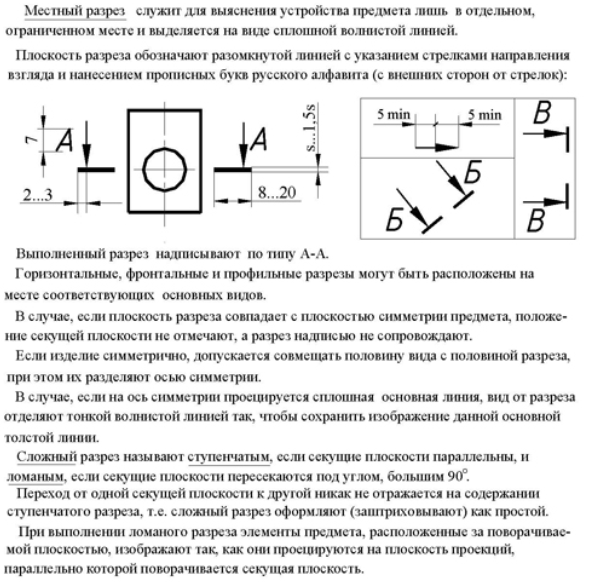 Местный разрез служит для выяснения устройства предмета лишь в отдельном,
ограниченном месте и выделяется на виде сплошной волнистой линией.
Плоскость разреза обозначают разомкнутой линией с указанием стрелками направления
взгляда и нанесением прописных букв русского алфавита (с внешних сторон от стрелок):
7
А
А
s...1,5s
2...3
8...20
5 min
5 min
В
Б
Б
В
Выполненный разрез надписывают по типу А-А.
Горизонтальные, фронтальные и профильные разрезы могут быть расположены на
месте соответствующих основных видов.
В случае, если плоскость разреза совпадает с плоскостью симметрии предмета, положе-
ние секущей плоскости не отмечают, а разрез надписью не сопровождают.
Если изделие симметрично, допускается совмещать половину вида с половиной разреза,
при этом их разделяют осью симметрии.
В случае, если на ось симметрии проецируется сплошная основная линия, вид от разреза
отделяют тонкой волнистой линией так, чтобы сохранить изображение данной основной
толстой линии.
Сложный разрез называют ступенчатым, если секущие плоскости параллельны, и
ломаным, если секущие плоскости пересекаются под углом, большим 90°.
Переход от одной секущей плоскости к другой никак не отражается на содержании
ступенчатого разреза, т.е. сложный разрез оформляют (заштриховывают) как простой.
При выполнении ломаного разреза элементы предмета, расположенные за поворачивае-
мой плоскостью, изображают так, как они проецируются на плоскость проекций,
параллельно которой поворачивается секущая плоскость.